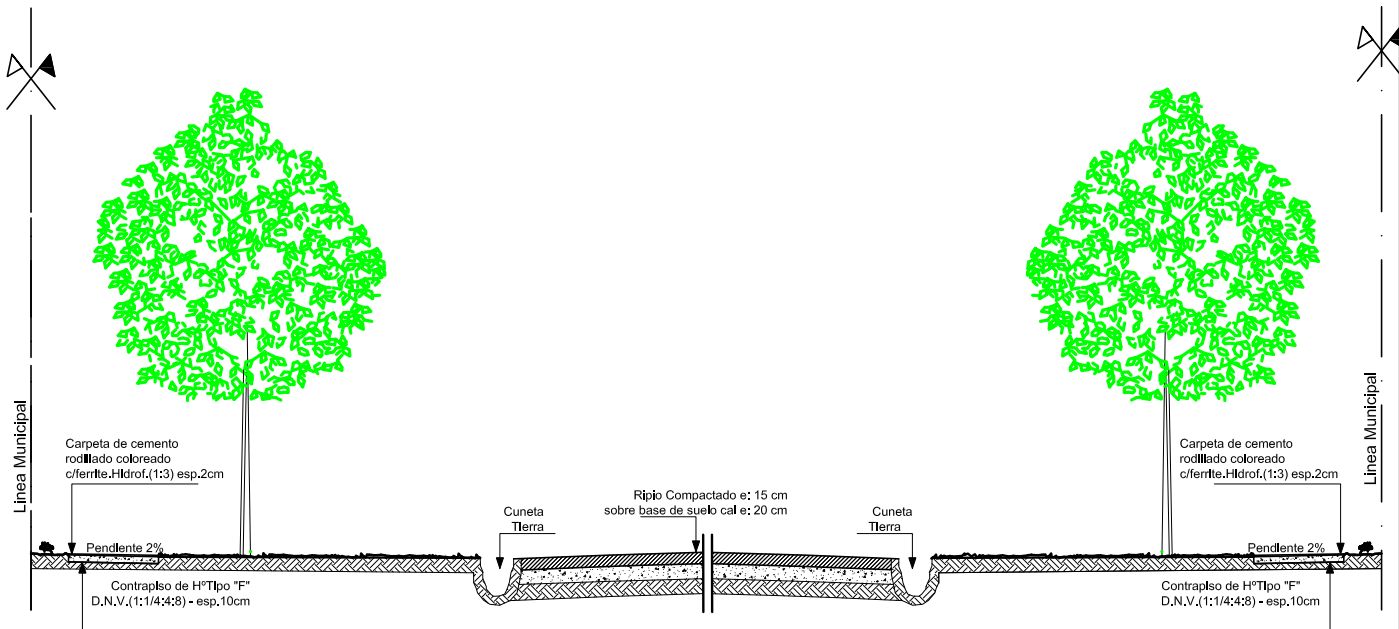 Linea Municipal
Carpeta de cemento
rodillado coloreado
c/ferrite.Hidrof.(1:3) esp.2cm
Pendiente 2%
Contrapiso de HºTipo "F"
D.N.V.(1:1/4:4:8) - esp.10cm
Cuneta
Tierra
Ripio Compactado e: 15 cm
sobre base de suelo cal e: 20 cm
Cuneta
Tierra
Carpeta de cemento
rodillado coloreado
c/ferrite.Hidrof.(1:3) esp.2cm
Pendiente 2%
Contrapiso de HºTipo "F"
D.N.V.(1:1/4:4:8) - esp.10cm
Linea Municipal